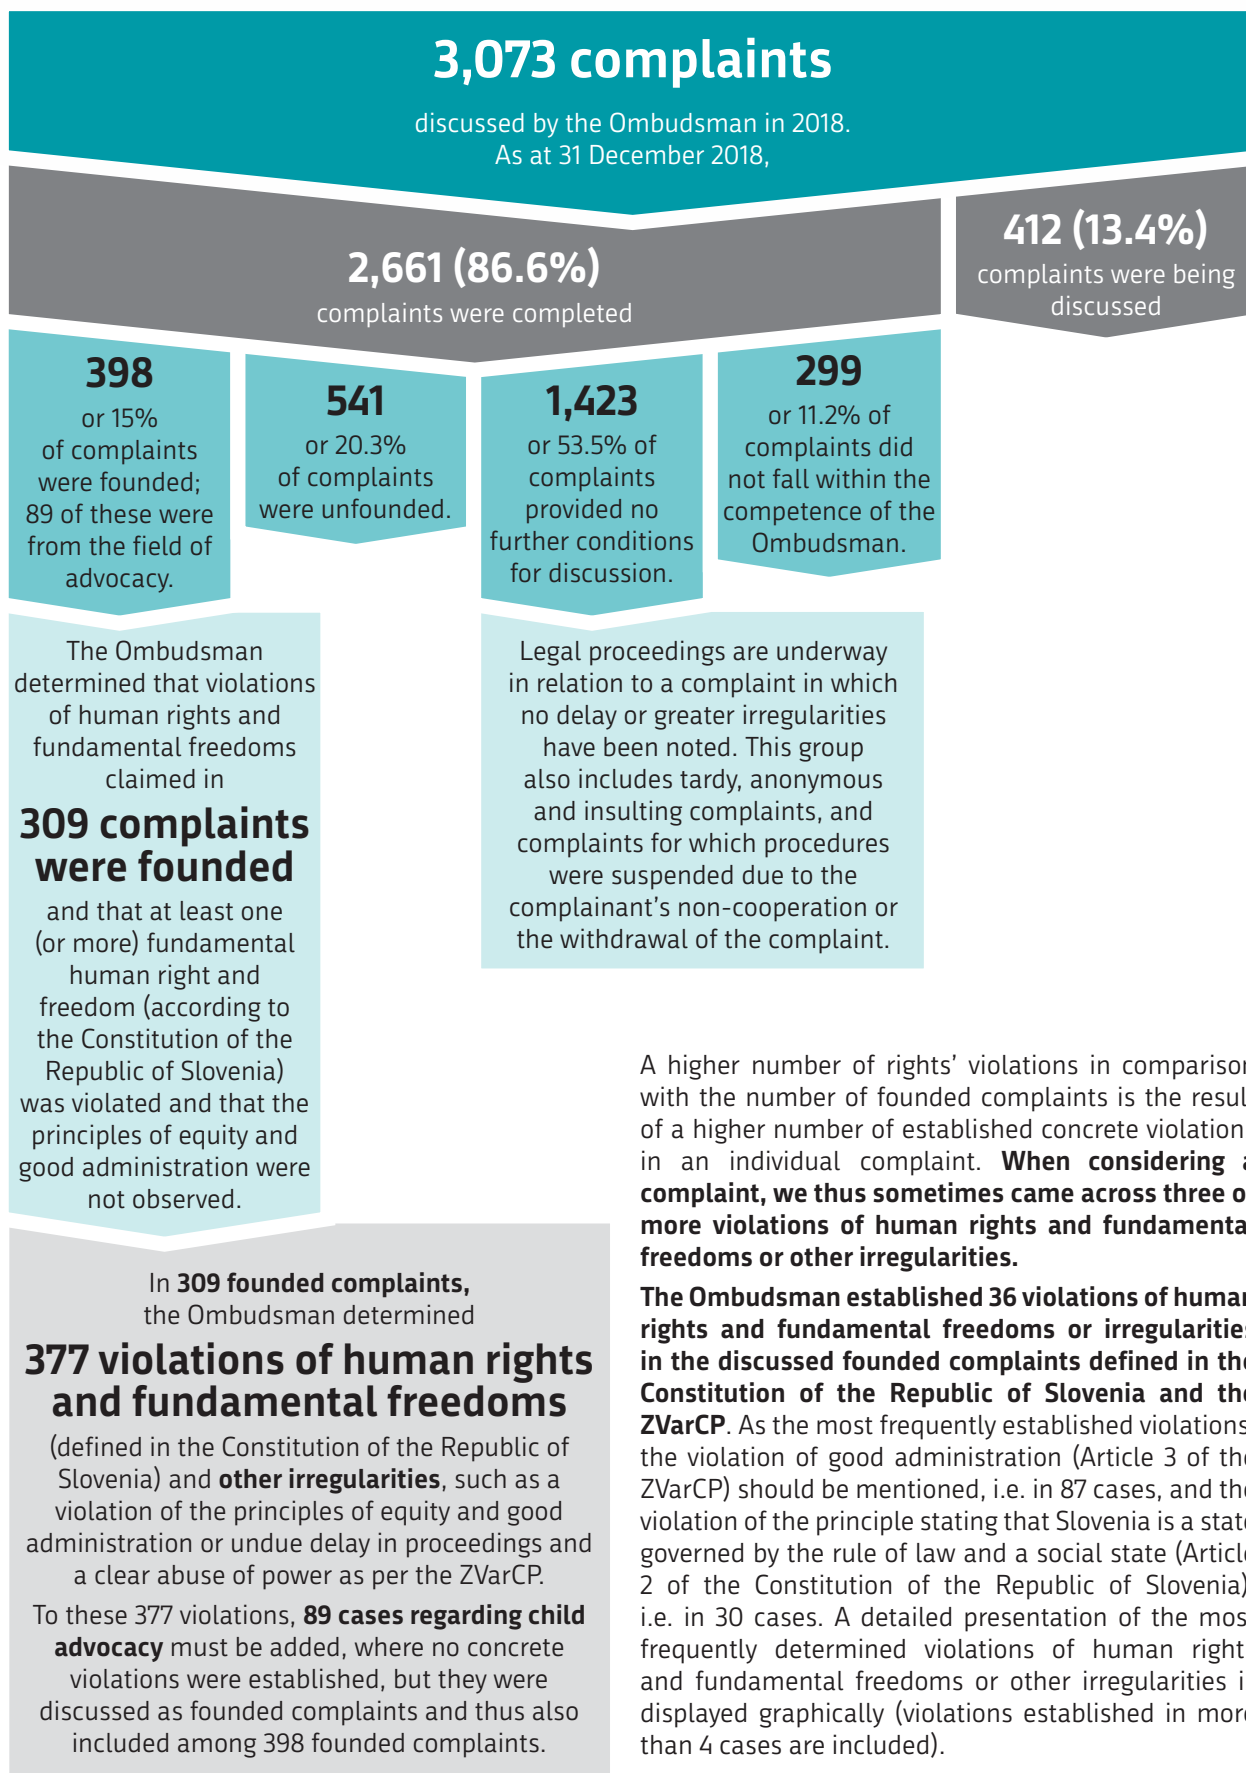 3,073 complaints
discussed by the Ombudsman in 2018.
As at 31 December 2018,
2,661 (86.6%)
complaints were completed
412 (13.4%)
complaints were being
discussed
398
or 15%
of complaints
were founded;
89 of these were
from the field of
advocacy.
541
or 20.3%
of complaints
were unfounded.
1,423
or 53.5% of
complaints
provided no
further conditions
for discussion.
299
or 11.2% of
complaints did
not fall within the
competence of the
Ombudsman.
The Ombudsman
determined that violations
of human rights and
fundamental freedoms
claimed in
309 complaints
were founded
and that at least one
(or more) fundamental
human right and
freedom (according to
the Constitution of the
Republic of Slovenia)
was violated and that the
principles of equity and
good administration were
not observed.
Legal proceedings are underway
in relation to a complaint in which
no delay or greater irregularities
have been noted. This group
also includes tardy, anonymous
and insulting complaints, and
complaints for which procedures
were suspended due to the
complainant's non-cooperation or
the withdrawal of the complaint.
In 309 founded complaints,
the Ombudsman determined
377 violations of human rights
and fundamental freedoms
(defined in the Constitution of the Republic of
Slovenia) and other irregularities, such as a
violation of the principles of equity and good
administration or undue delay in proceedings and
a clear abuse of power as per the ZVarCP.
To these 377 violations, 89 cases regarding child
advocacy must be added, where no concrete
violations were established, but they were
discussed as founded complaints and thus also
included among 398 founded complaints.
A higher number of rights' violations in comparison
with the number of founded complaints is the resul
of a higher number of established concrete violation
in an individual complaint. When considering a
complaint, we thus sometimes came across three o
more violations of human rights and fundamenta
freedoms or other irregularities.
The Ombudsman established 36 violations of human
rights and fundamental freedoms or irregularities
in the discussed founded complaints defined in the
Constitution of the Republic of Slovenia and the
ZVarCP. As the most frequently established violations
the violation of good administration (Article 3 of the
ZVarCP) should be mentioned, i.e. in 87 cases, and the
violation of the principle stating that Slovenia is a state
governed by the rule of law and a social state (Article
2 of the Constitution of the Republic of Slovenia)
i.e. in 30 cases. A detailed presentation of the mos
frequently determined violations of human right
and fundamental freedoms or other irregularities i
displayed graphically (violations established in more
than 4 cases are included).